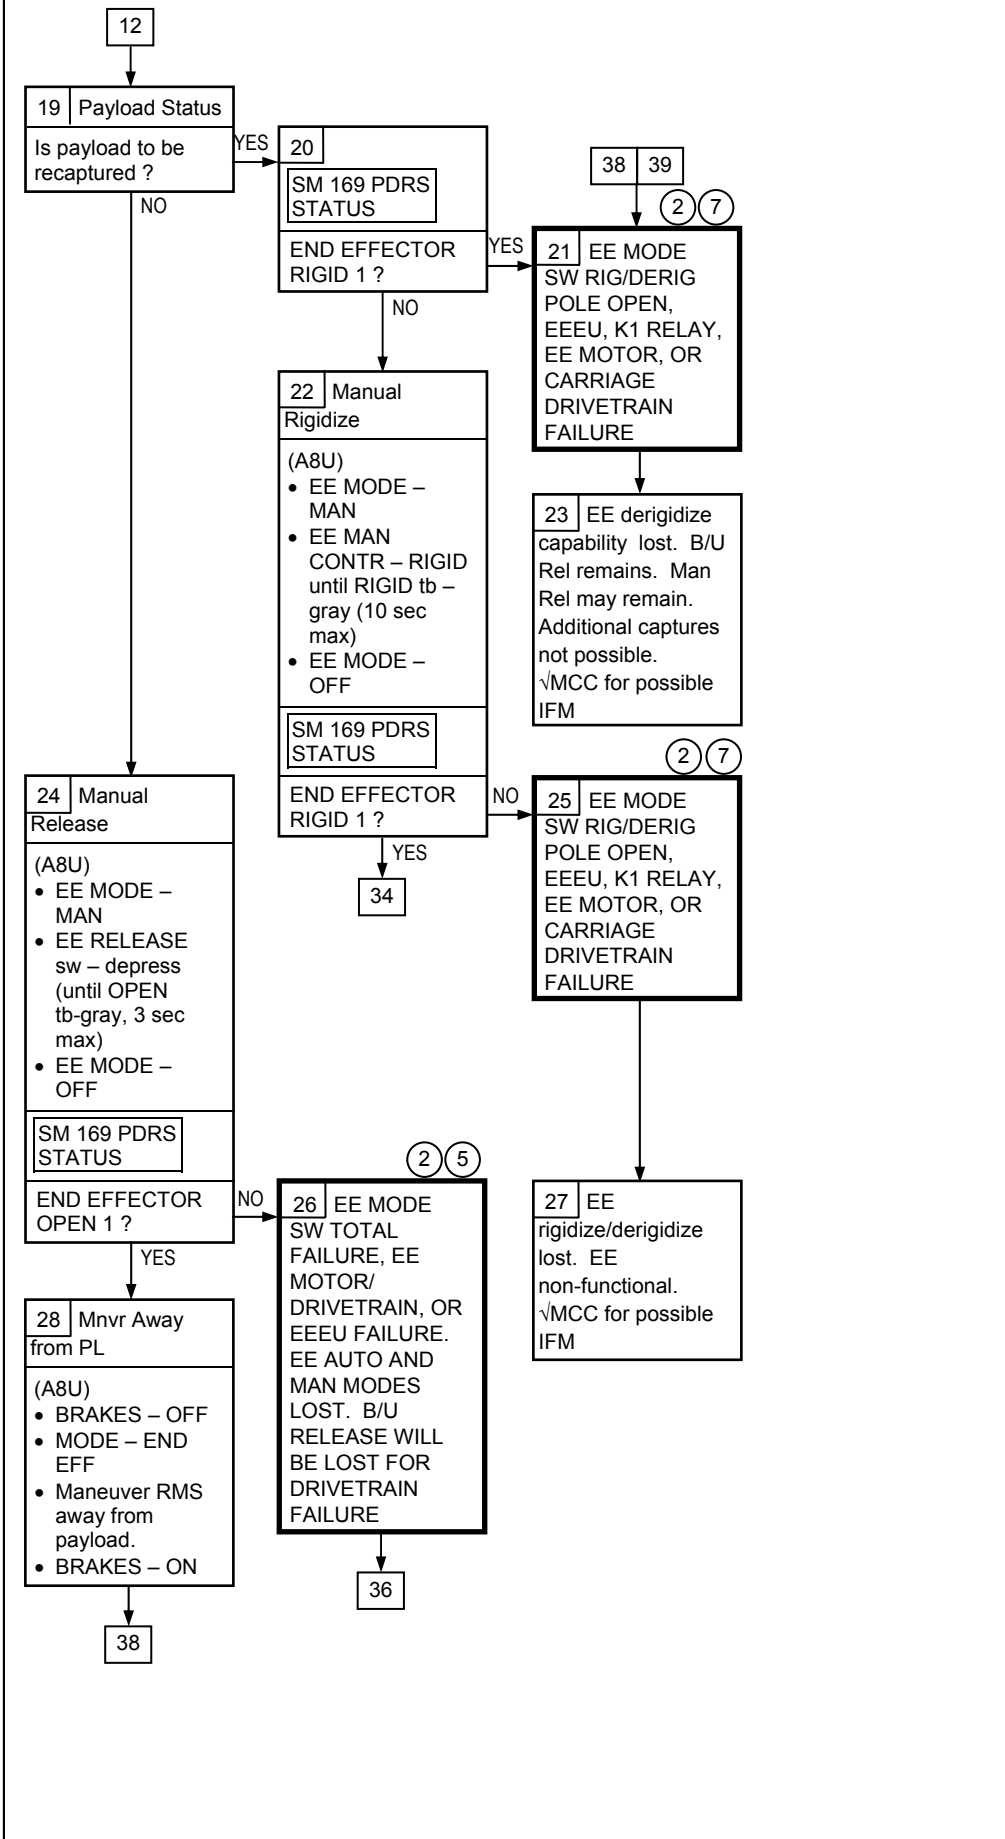 12
19 Payload Status
Is payload to be
recaptured ?
YES
NO
20
SM 169 PDRS
STATUS
END EFFECTOR
RIGID 1 ?
YES
NO
38 39
2 7
21 EE MODE
SW RIG/DERIG
POLE OPEN,
EEEU, K1 RELAY,
EE MOTOR, OR
CARRIAGE
DRIVETRAIN
FAILURE
22 Manual
Rigidize
(A8U)
• EE MODE –
MAN
• EE MAN
CONTR – RIGID
until RIGID tb –
gray (10 sec
max)
• EE MODE –
OFF
SM 169 PDRS
STATUS
END EFFECTOR
RIGID 1 ?
NO
YES
34
23 EE derigidize
capability lost. B/U
Rel remains. Man
Rel may remain.
Additional captures
not possible.
√MCC for possible
IFM
2 7
25 EE MODE
SW RIG/DERIG
POLE OPEN,
EEEU, K1 RELAY,
EE MOTOR, OR
CARRIAGE
DRIVETRAIN
FAILURE
24 Manual
Release
(A8U)
• EE MODE –
MAN
• EE RELEASE
sw – depress
(until OPEN
tb-gray, 3 sec
max)
• EE MODE –
OFF
SM 169 PDRS
STATUS
END EFFECTOR
OPEN 1 ?
NO
YES
2 5
26 EE MODE
SW TOTAL
FAILURE, EE
MOTOR/
DRIVETRAIN, OR
EEEU FAILURE.
EE AUTO AND
MAN MODES
LOST. B/U
RELEASE WILL
BE LOST FOR
DRIVETRAIN
FAILURE
36
27 EE
rigidize/derigidize
lost. EE
non-functional.
√MCC for possible
IFM
28 Mnvr Away
from PL
(A8U)
• BRAKES – OFF
• MODE – END
EFF
• Maneuver RMS
away from
payload.
• BRAKES – ON
38